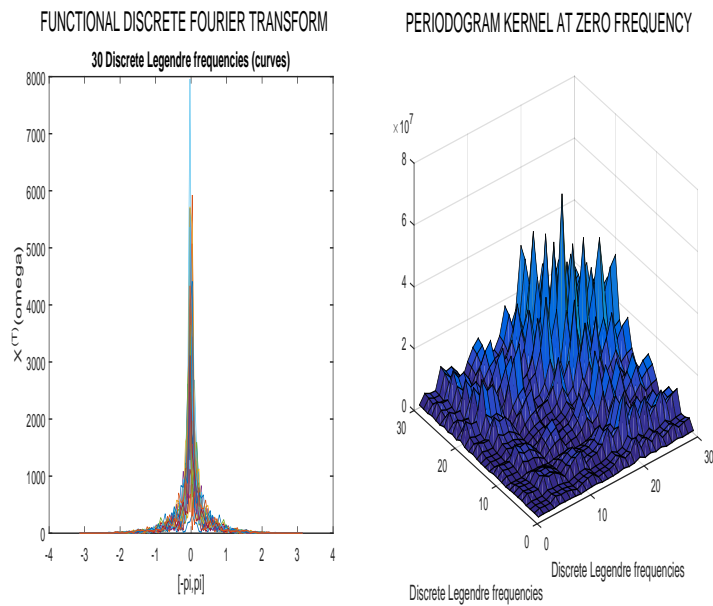 FUNCTIONAL DISCRETE FOURIER TRANSFORM
30 Discrete Legendre frequencies (curves)
8000
7000
6000
5000
4000
3000
2000
1000
0
-4 -3 -2 -1 0 1 2 3 4
X^(T)(omega)
[-pi,pi]
PERIODOGRAM KERNEL AT ZERO FREQUENCY
×10^7
8
6
4
2
0
30
20
10
0
0
10
20
30
Discrete Legendre frequencies
Discrete Legendre frequencies